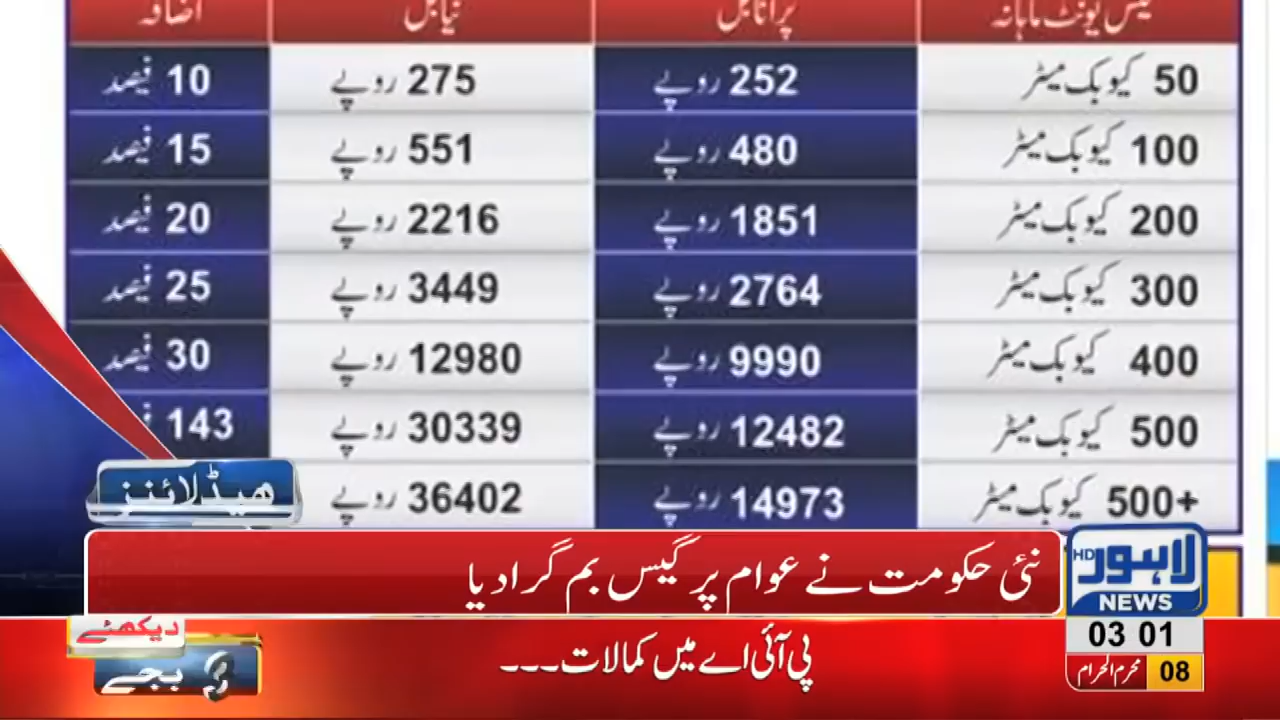 گیس یونٹ ماہانہ پرانا بل نیا بل اضافہ
50 کیوبک میٹر 252 روپے 275 روپے 10 فیصد
100 کیوبک میٹر 480 روپے 551 روپے 15 فیصد
200 کیوبک میٹر 1851 روپے 2216 روپے 20 فیصد
300 کیوبک میٹر 2764 روپے 3449 روپے 25 فیصد
400 کیوبک میٹر 9990 روپے 12980 روپے 30 فیصد
500 کیوبک میٹر 12482 روپے 30339 روپے 143
500+ کیوبک میٹر 14973 روپے 36402 روپے
ہیڈلائنز
نئی حکومت نے عوام پر گیس بم گرا دیا
لاہور HD
NEWS
03 01
08 محرم الحرام
دیکھئے
3 بجے
پی آئی اے میں کمالات۔۔۔